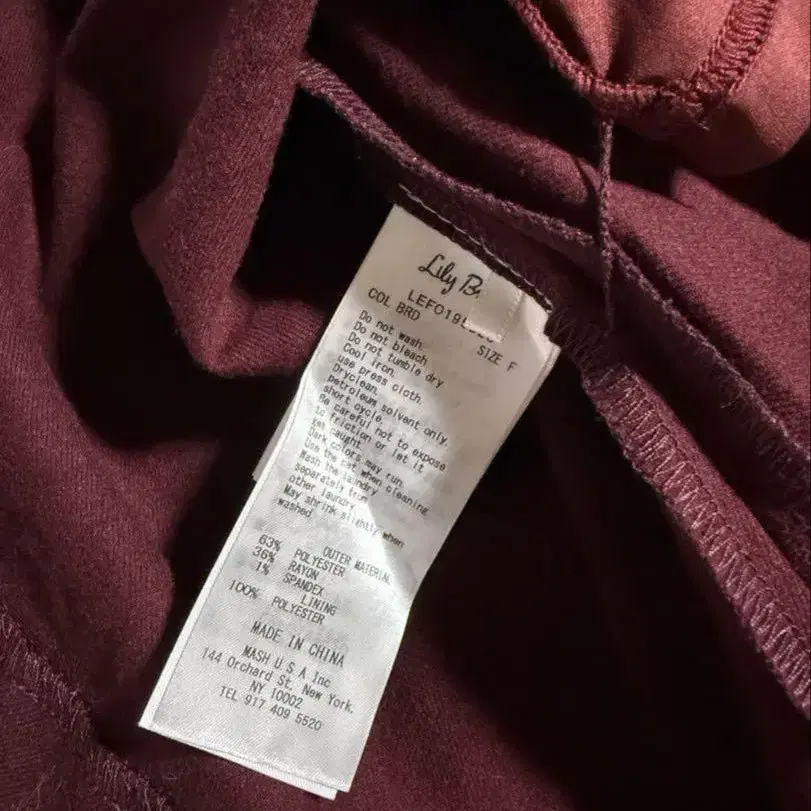 Lily
COL BRD
SIZE F
Do not wash.
Do not bleach
Do not tumble dry
Cool iron.
use press cloth.
Dryclean.
petroleum solvent only.
short cycle.
Be careful not to expose
to friction or let it
get caught
Dark colors may run.
Use the net when cleaning
Wash the laundry
separately from
other laundry.
May shrink slightly when
washed
OUTER MATERIAL
63% POLYESTER
36% RAYON
1% SPANDEX
LINING
100% POLYESTER
MADE IN CHINA
MASH U S A Inc
144 Orchard St. New York.
NY 10002
TEL 917 409 5520